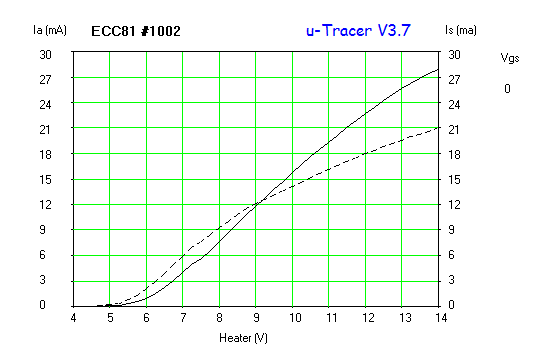 Ia (mA) ECC81 #1002 u-Tracer V3.7 Is (ma)
30 30 Vgs
27 27
24 24 0
21 21
18 18
15 15
12 12
9 9
6 6
3 3
0 0
4 5 6 7 8 9 10 11 12 13 14
Heater (V)